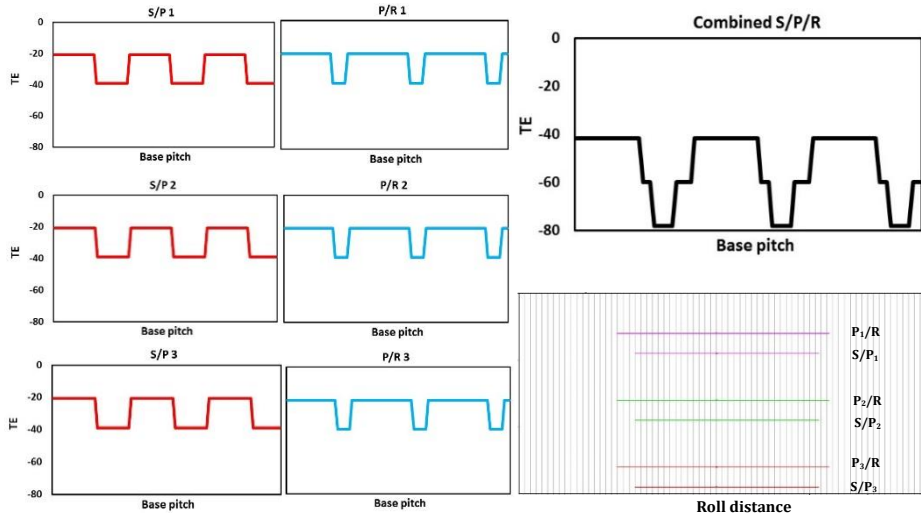 S/P 1
0
-20
-40
-60
-80
TE
Base pitch
P/R 1
Base pitch
S/P 2
0
-20
-40
-60
-80
TE
Base pitch
P/R 2
Base pitch
S/P 3
0
-20
-40
-60
-80
TE
Base pitch
P/R 3
Base pitch
Combined S/P/R
0
-20
-40
-60
-80
TE
Base pitch
P₁/R
S/P₁
P₂/R
S/P₂
P₃/R
S/P₃
Roll distance